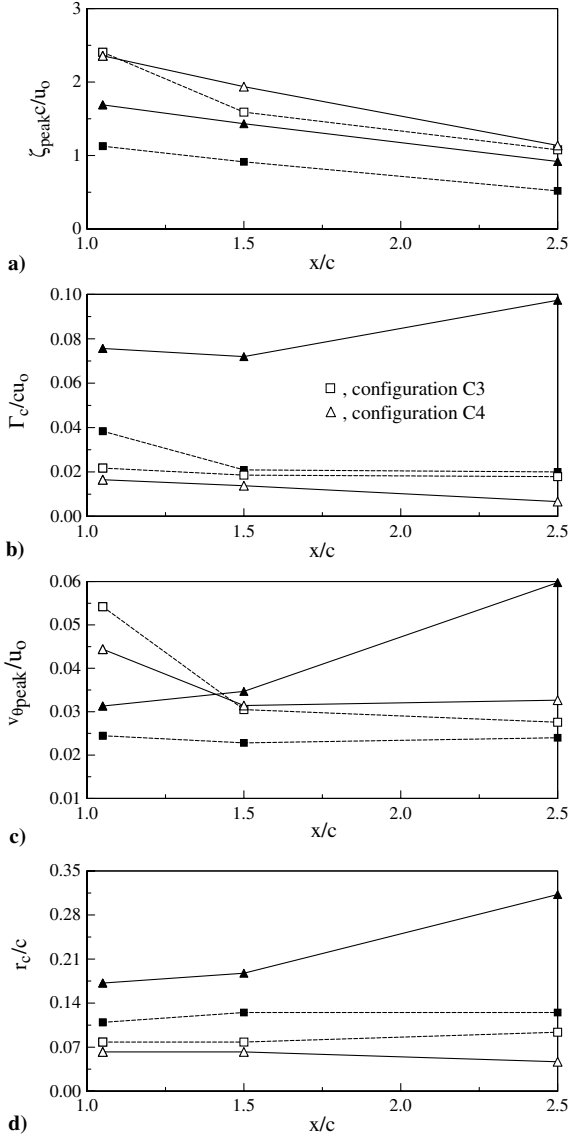 3
2
1
0
ζpeakc/uo
1.0 1.5 2.0 2.5
x/c
a)
0.10
0.08
0.06
0.04
0.02
0.00
Γc/cuo
□ , configuration C3
△ , configuration C4
1.0 1.5 2.0 2.5
x/c
b)
0.06
0.05
0.04
0.03
0.02
0.01
vθpeak/uo
1.0 1.5 2.0 2.5
x/c
c)
0.35
0.28
0.21
0.14
0.07
0.00
rc/c
1.0 1.5 2.0 2.5
x/c
d)